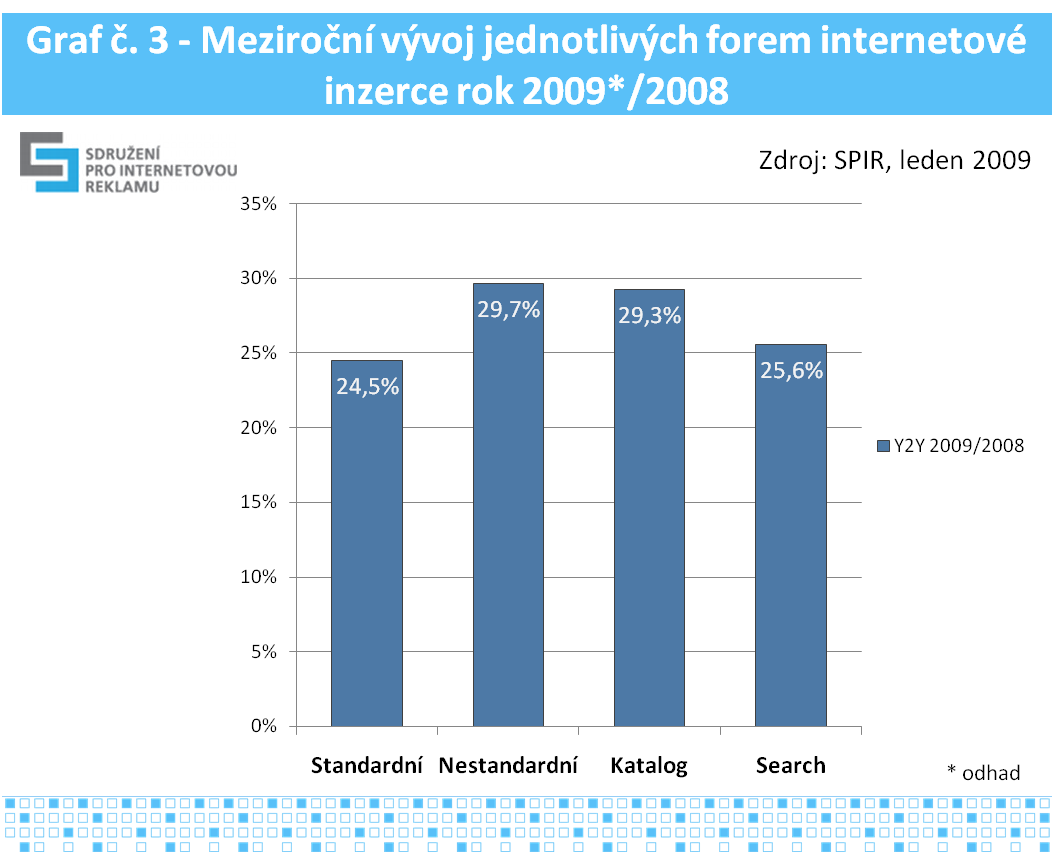 Graf č. 3 - Meziroční vývoj jednotlivých forem internetové
inzerce rok 2009*/2008
SDRUŽENÍ
PRO INTERNETOVOU
REKLAMU
Zdroj: SPIR, leden 2009
35%
30%
25%
20%
15%
10%
5%
0%
24,5%
29,7%
29,3%
25,6%
Y2Y 2009/2008
Standardní Nestandardní Katalog Search
* odhad